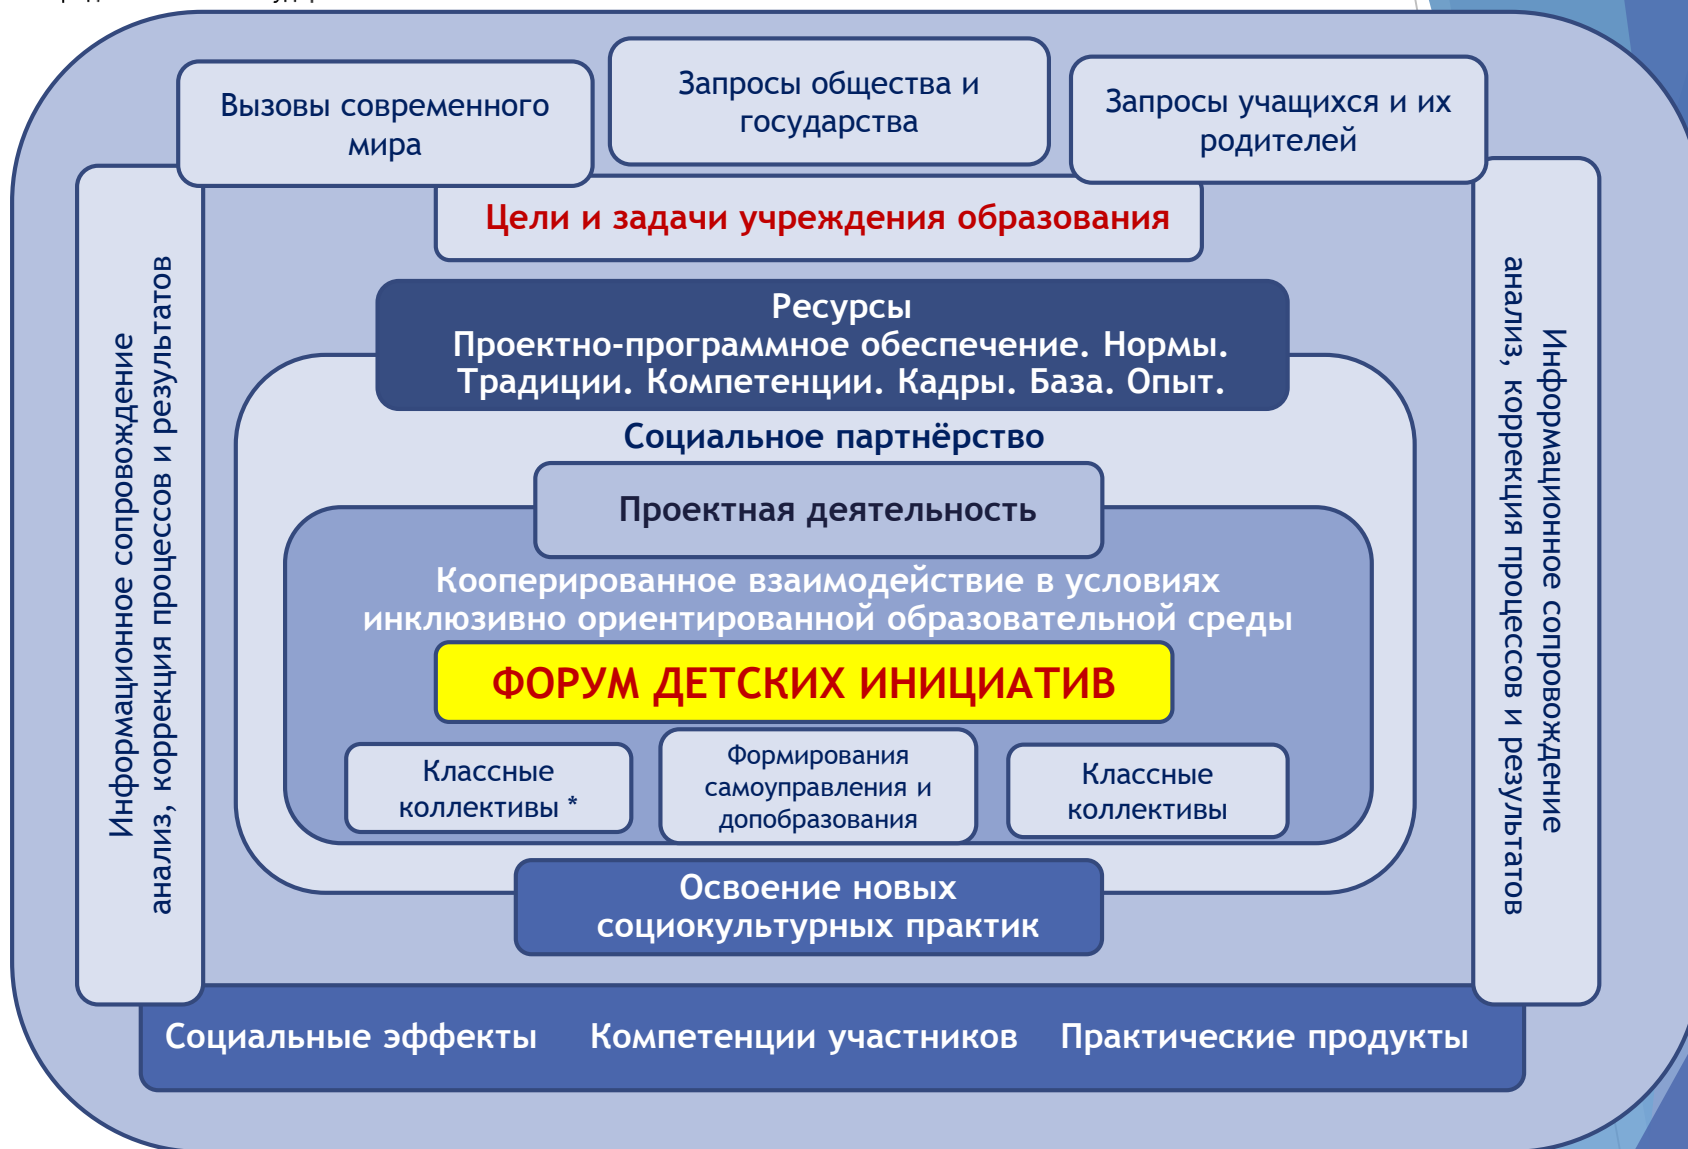 Вызовы современного
мира
Запросы общества и
государства
Запросы учащихся и их
родителей
Цели и задачи учреждения образования
Информационное сопровождение
анализ, коррекция процессов и результатов
Ресурсы
Проектно-программное обеспечение. Нормы.
Традиции. Компетенции. Кадры. База. Опыт.
Социальное партнёрство
Проектная деятельность
Кооперированное взаимодействие в условиях
инклюзивно ориентированной образовательной среды
ФОРУМ ДЕТСКИХ ИНИЦИАТИВ
Классные
коллективы *
Формирования
самоуправления и
допобразования
Классные
коллективы
Освоение новых
социокультурных практик
Информационное сопровождение
анализ, коррекция процессов и результатов
Социальные эффекты Компетенции участников Практические продукты